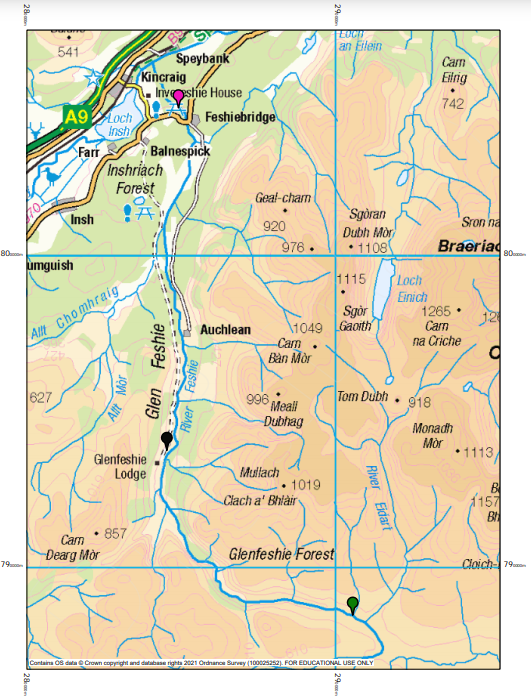 28
29
541
Speybank
Loch
an Eilein
Carn
Eilrig
742
Kincraig
Invereshie House
A9
Loch
Insh
Feshiebridge
Farr
Balnespick
Inshriach
Forest
970
Insh
Geal-charn
920
976
Sgòran
Dubh Mòr
1108
Sron na
Braeriac
80
80
umguish
Allt Chomhraig
1115
Sgòr
Gaoith
Loch
Einich
1265
Carn
na Criche
Auchlean
1049
Carn
Bàn Mòr
Glen Feshie
River Feshie
Allt Mòr
427
627
996
Meall
Dubhag
Tom Dubh
918
Monadh
Mòr
1113
Glenfeshie
Lodge
Mullach
1019
Clach a' Bhlàir
River Eidart
1157
Bh
857
Carn
Dearg Mòr
Glenfeshie Forest
Cloich-
79
79
Contains OS data © Crown copyright and database rights 2021 Ordnance Survey (100025252). FOR EDUCATIONAL USE ONLY
28
29